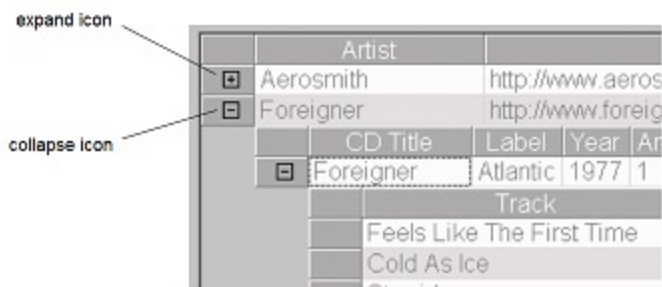 expand icon
Artist
Aerosmith http://www.aeros
Foreigner http://www.foreig
collapse icon
CD Title Label Year
Foreigner Atlantic 1977 1
Track
Feels Like The First Time
Cold As Ice